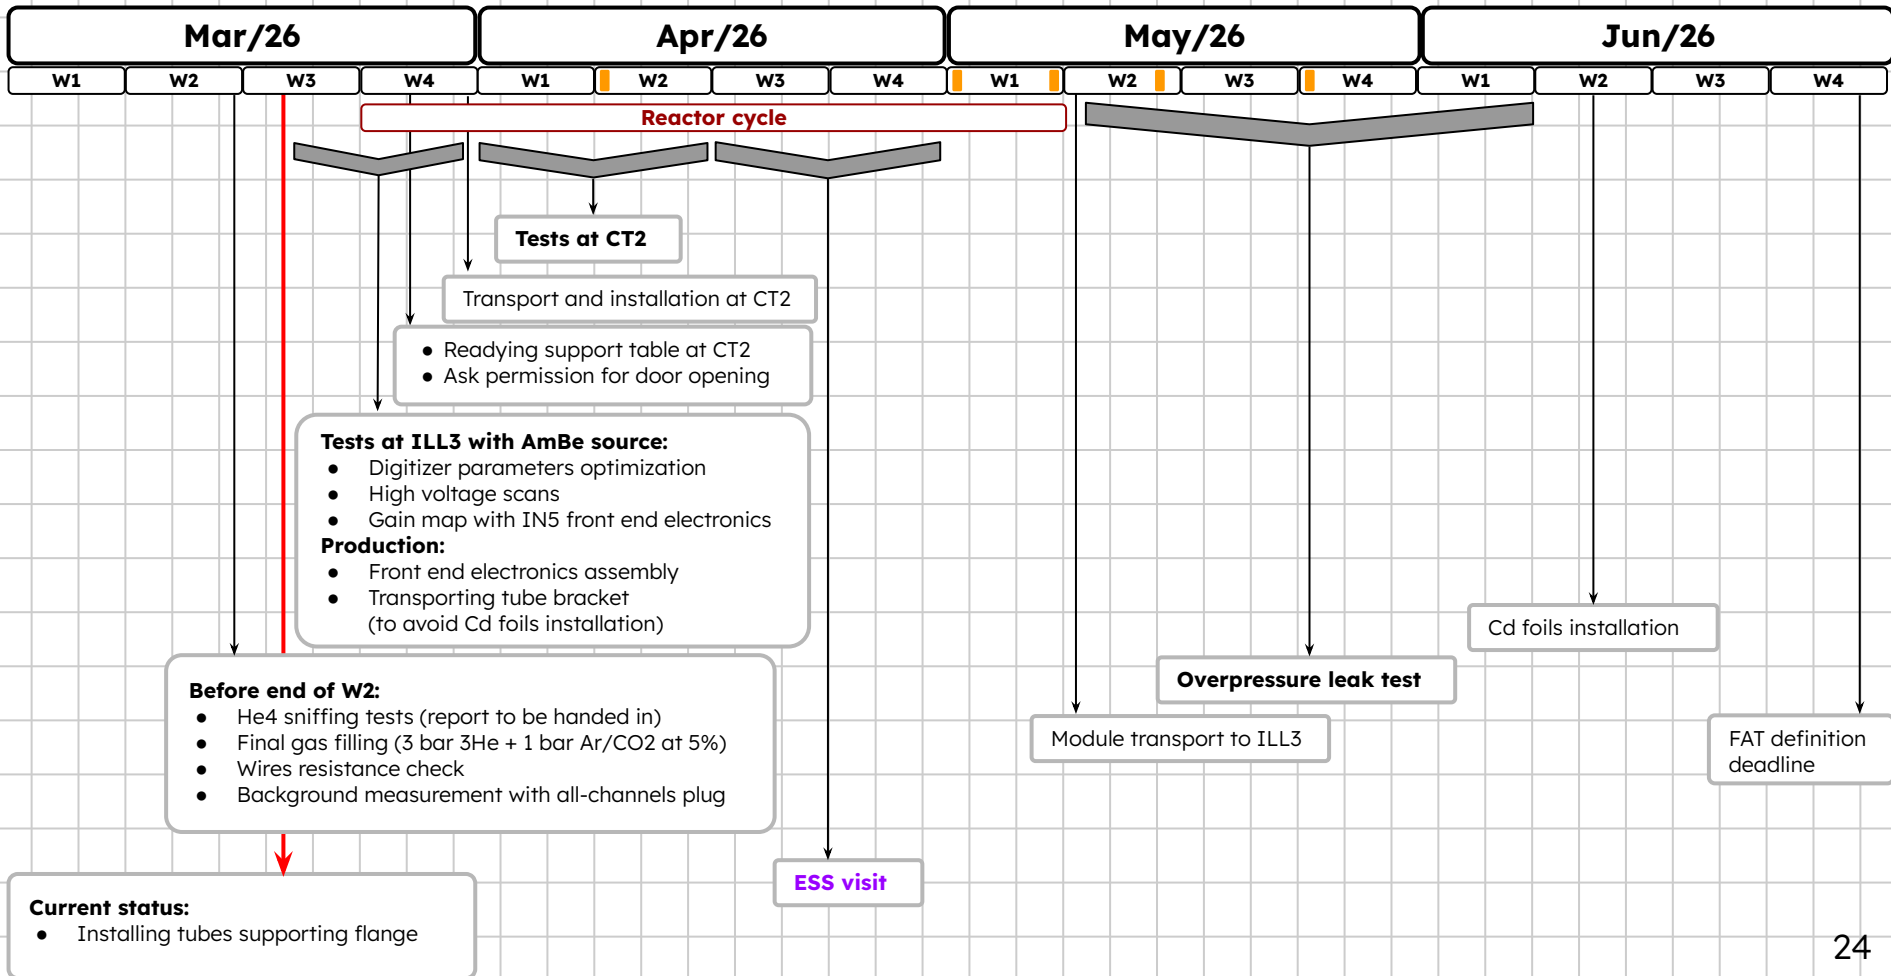 Mar/26
Apr/26
May/26
Jun/26
W1
W2
W3
W4
W1
W2
W3
W4
W1
W2
W3
W4
W1
W2
W3
W4
Reactor cycle
Tests at CT2
Transport and installation at CT2
● Readying support table at CT2
● Ask permission for door opening
Tests at ILL3 with AmBe source:
● Digitizer parameters optimization
● High voltage scans
● Gain map with IN5 front end electronics
Production:
● Front end electronics assembly
● Transporting tube bracket
(to avoid Cd foils installation)
Cd foils installation
Before end of W2:
● He4 sniffing tests (report to be handed in)
● Final gas filling (3 bar 3He + 1 bar Ar/CO2 at 5%)
● Wires resistance check
● Background measurement with all-channels plug
Overpressure leak test
Module transport to ILL3
FAT definition
deadline
ESS visit
Current status:
● Installing tubes supporting flange
24